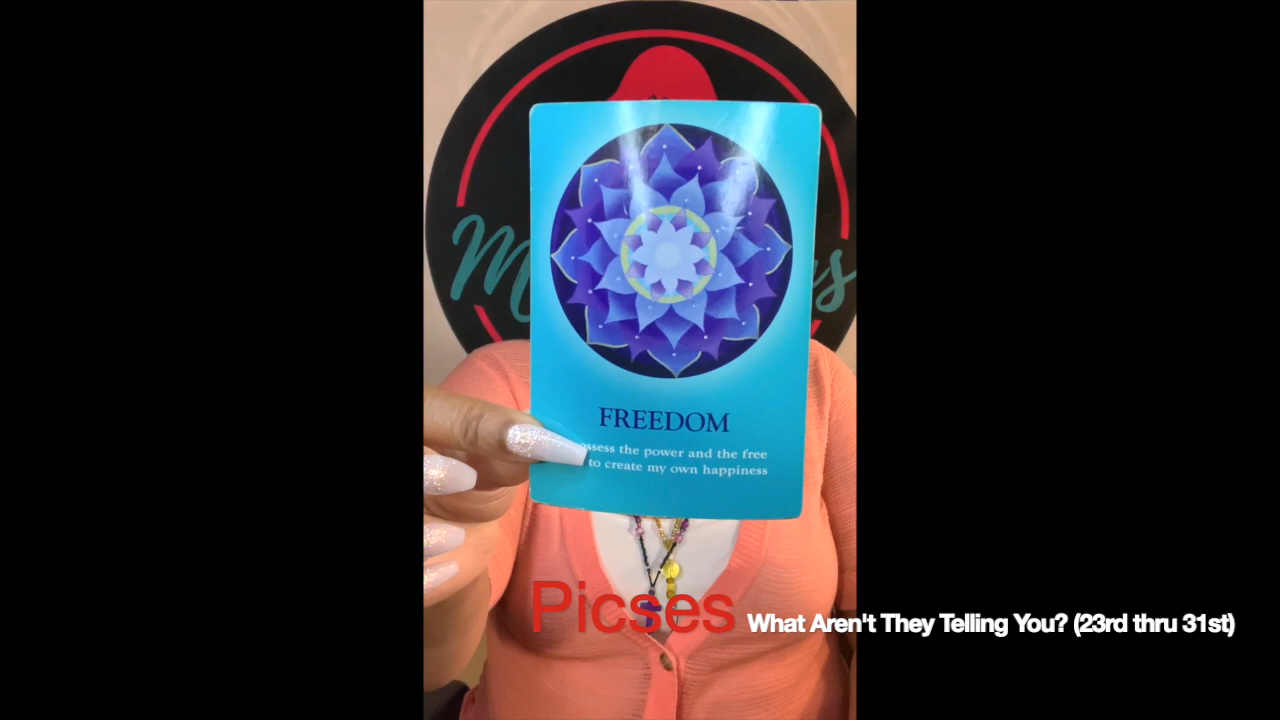 FREEDOM
ossess the power and the free
to create my own happiness
Picses
What Aren't They Telling You? (23rd thru 31st)